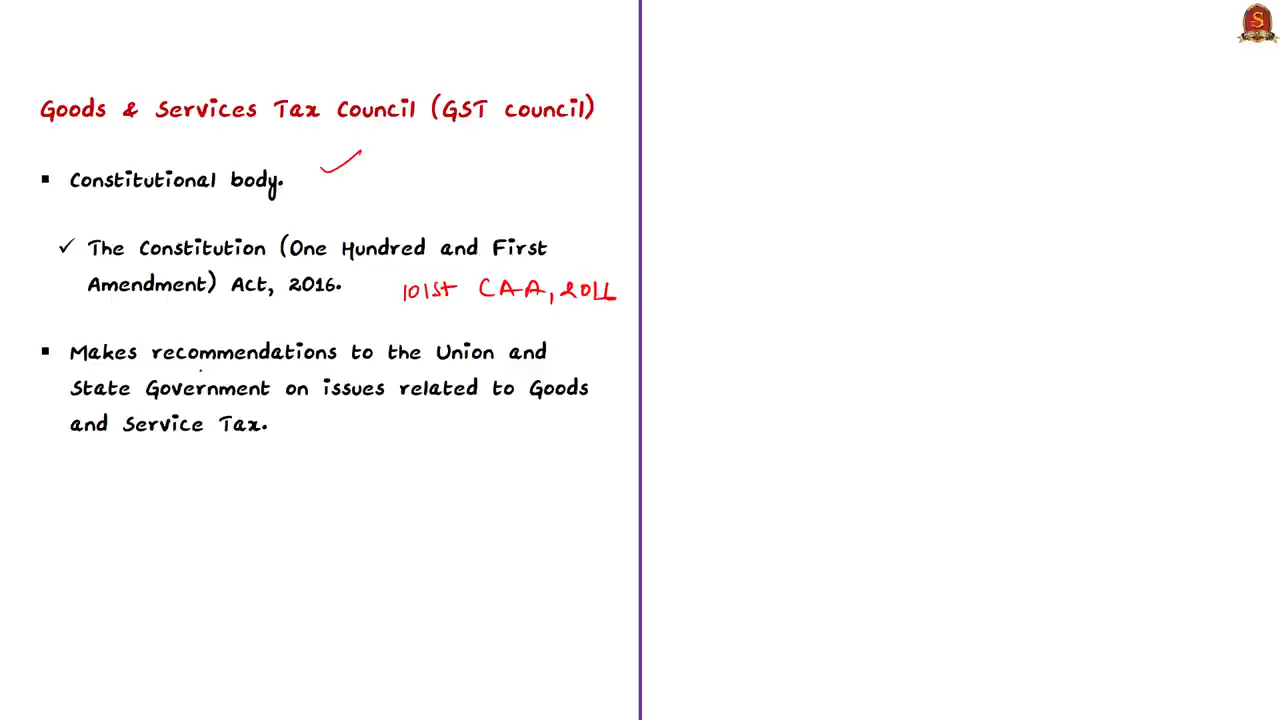 Goods & Services Tax Council (GST council)
▪ Constitutional body.
✓ The Constitution (One Hundred and First
Amendment) Act, 2016.
101st CAA, 2016
▪ Makes recommendations to the Union and
State Government on issues related to Goods
and Service Tax.
S